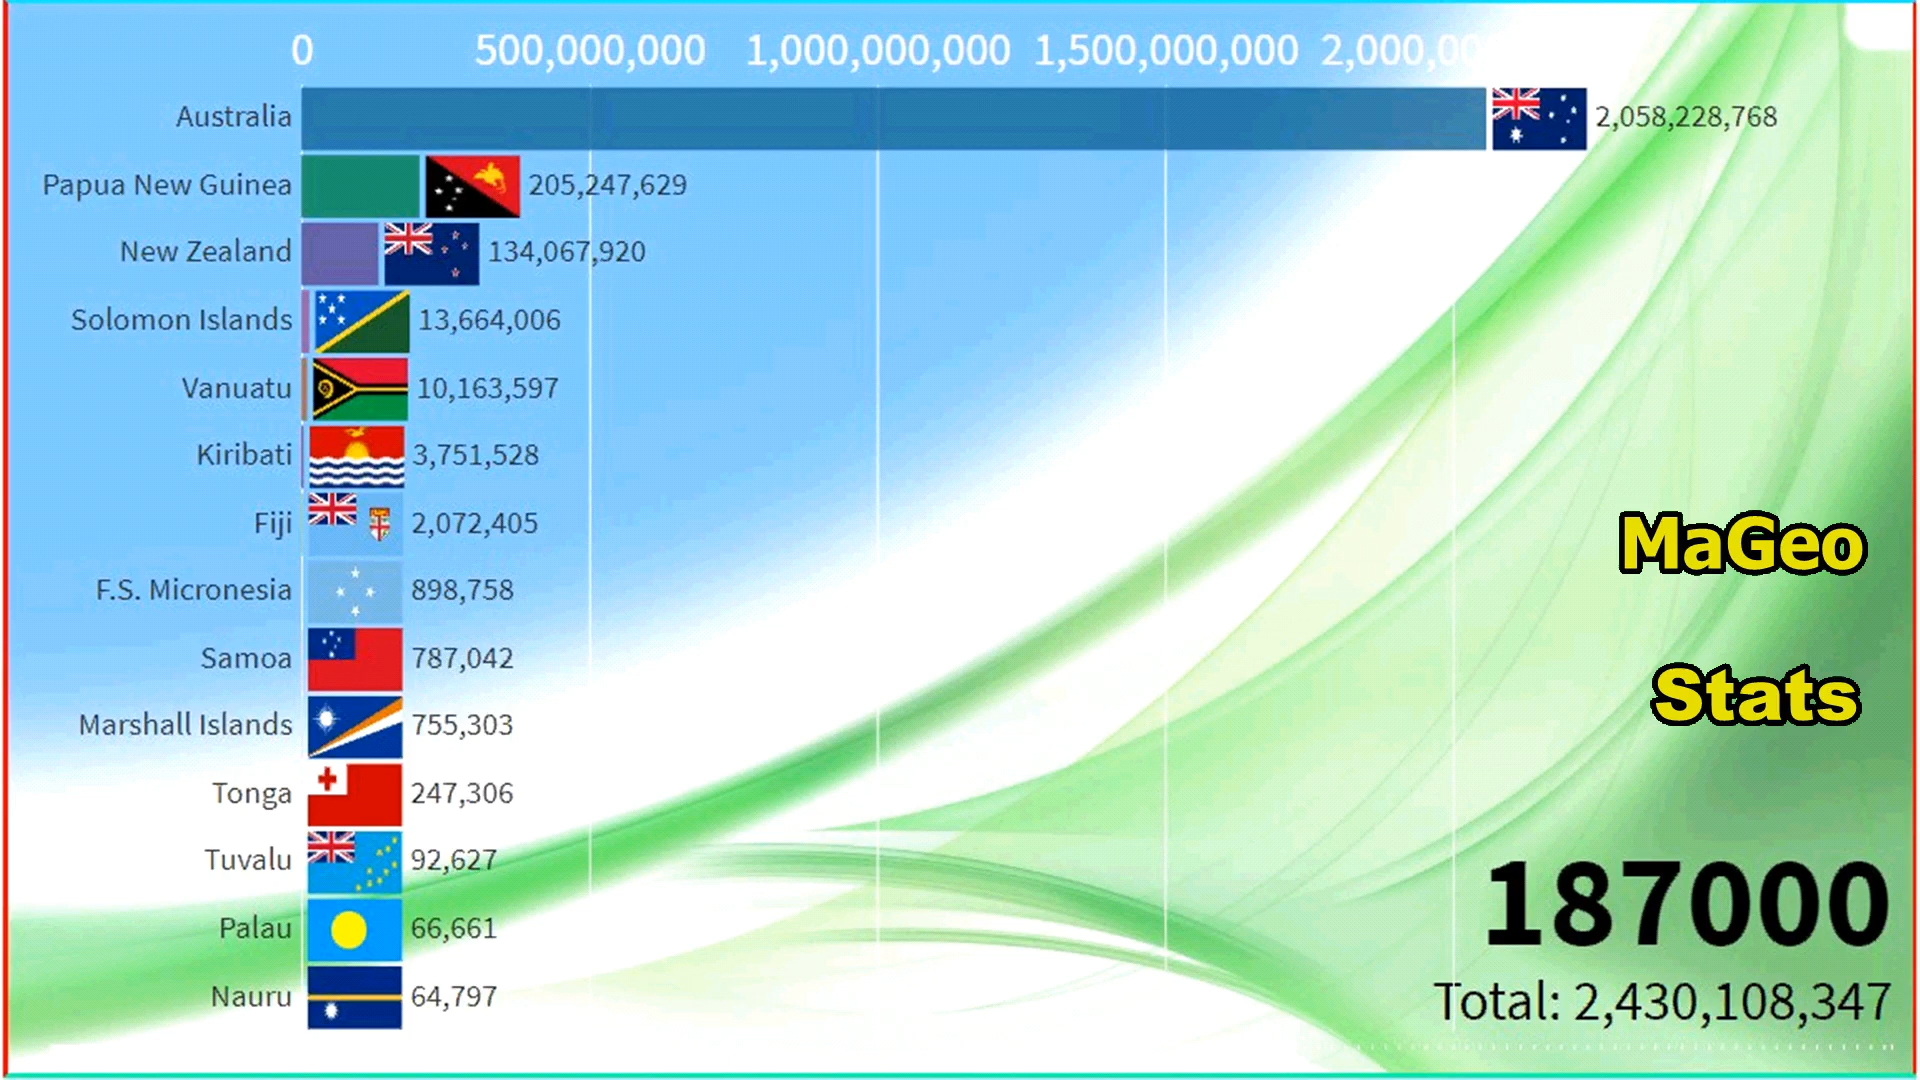 0 500,000,000 1,000,000,000 1,500,000,000 2,000,00
Australia 2,058,228,768
Papua New Guinea 205,247,629
New Zealand 134,067,920
Solomon Islands 13,664,006
Vanuatu 10,163,597
Kiribati 3,751,528
Fiji 2,072,405
F.S. Micronesia 898,758
Samoa 787,042
Marshall Islands 755,303
Tonga 247,306
Tuvalu 92,627
Palau 66,661
Nauru 64,797
MaGeo
Stats
187000
Total: 2,430,108,347